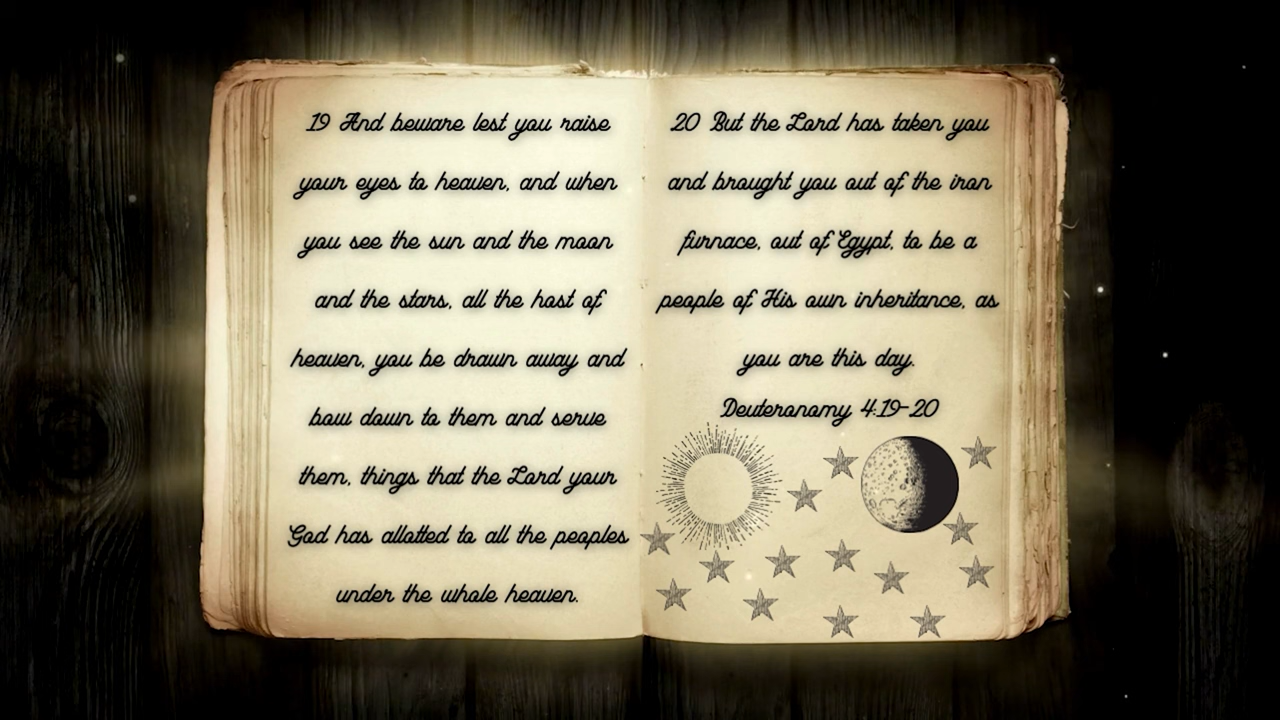 19 And beware lest you raise
your eyes to heaven, and when
you see the sun and the moon
and the stars, all the host of
heaven, you be drawn away and
bow down to them and serve
them, things that the Lord your
God has allotted to all the peoples
under the whole heaven.
20 But the Lord has taken you
and brought you out of the iron
furnace, out of Egypt, to be a
people of His own inheritance, as
you are this day.
Deuteronomy 4:19-20